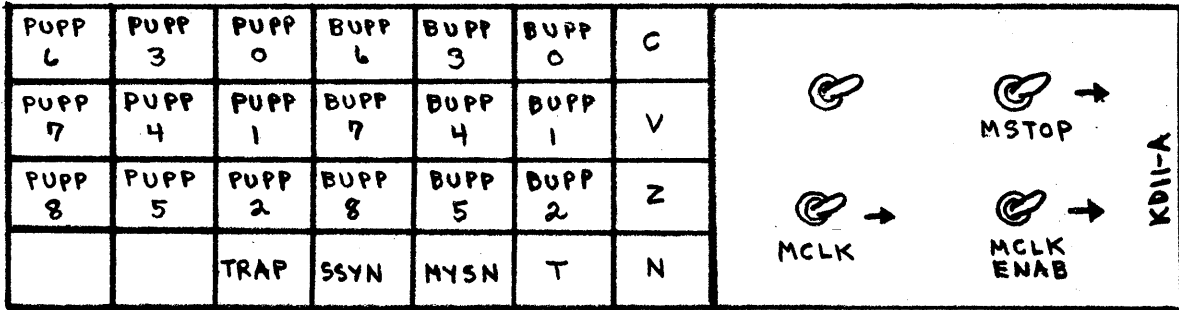 PUPP 6 PUPP 3 PUPP 0 BUPP 6 BUPP 3 BUPP 0 C
PUPP 7 PUPP 4 PUPP 1 BUPP 7 BUPP 4 BUPP 1 V
PUPP 8 PUPP 5 PUPP 2 BUPP 8 BUPP 5 BUPP 2 Z
TRAP SSYN MYSN T N
MSTOP
MCLK
MCLK
ENAB
KD11-A